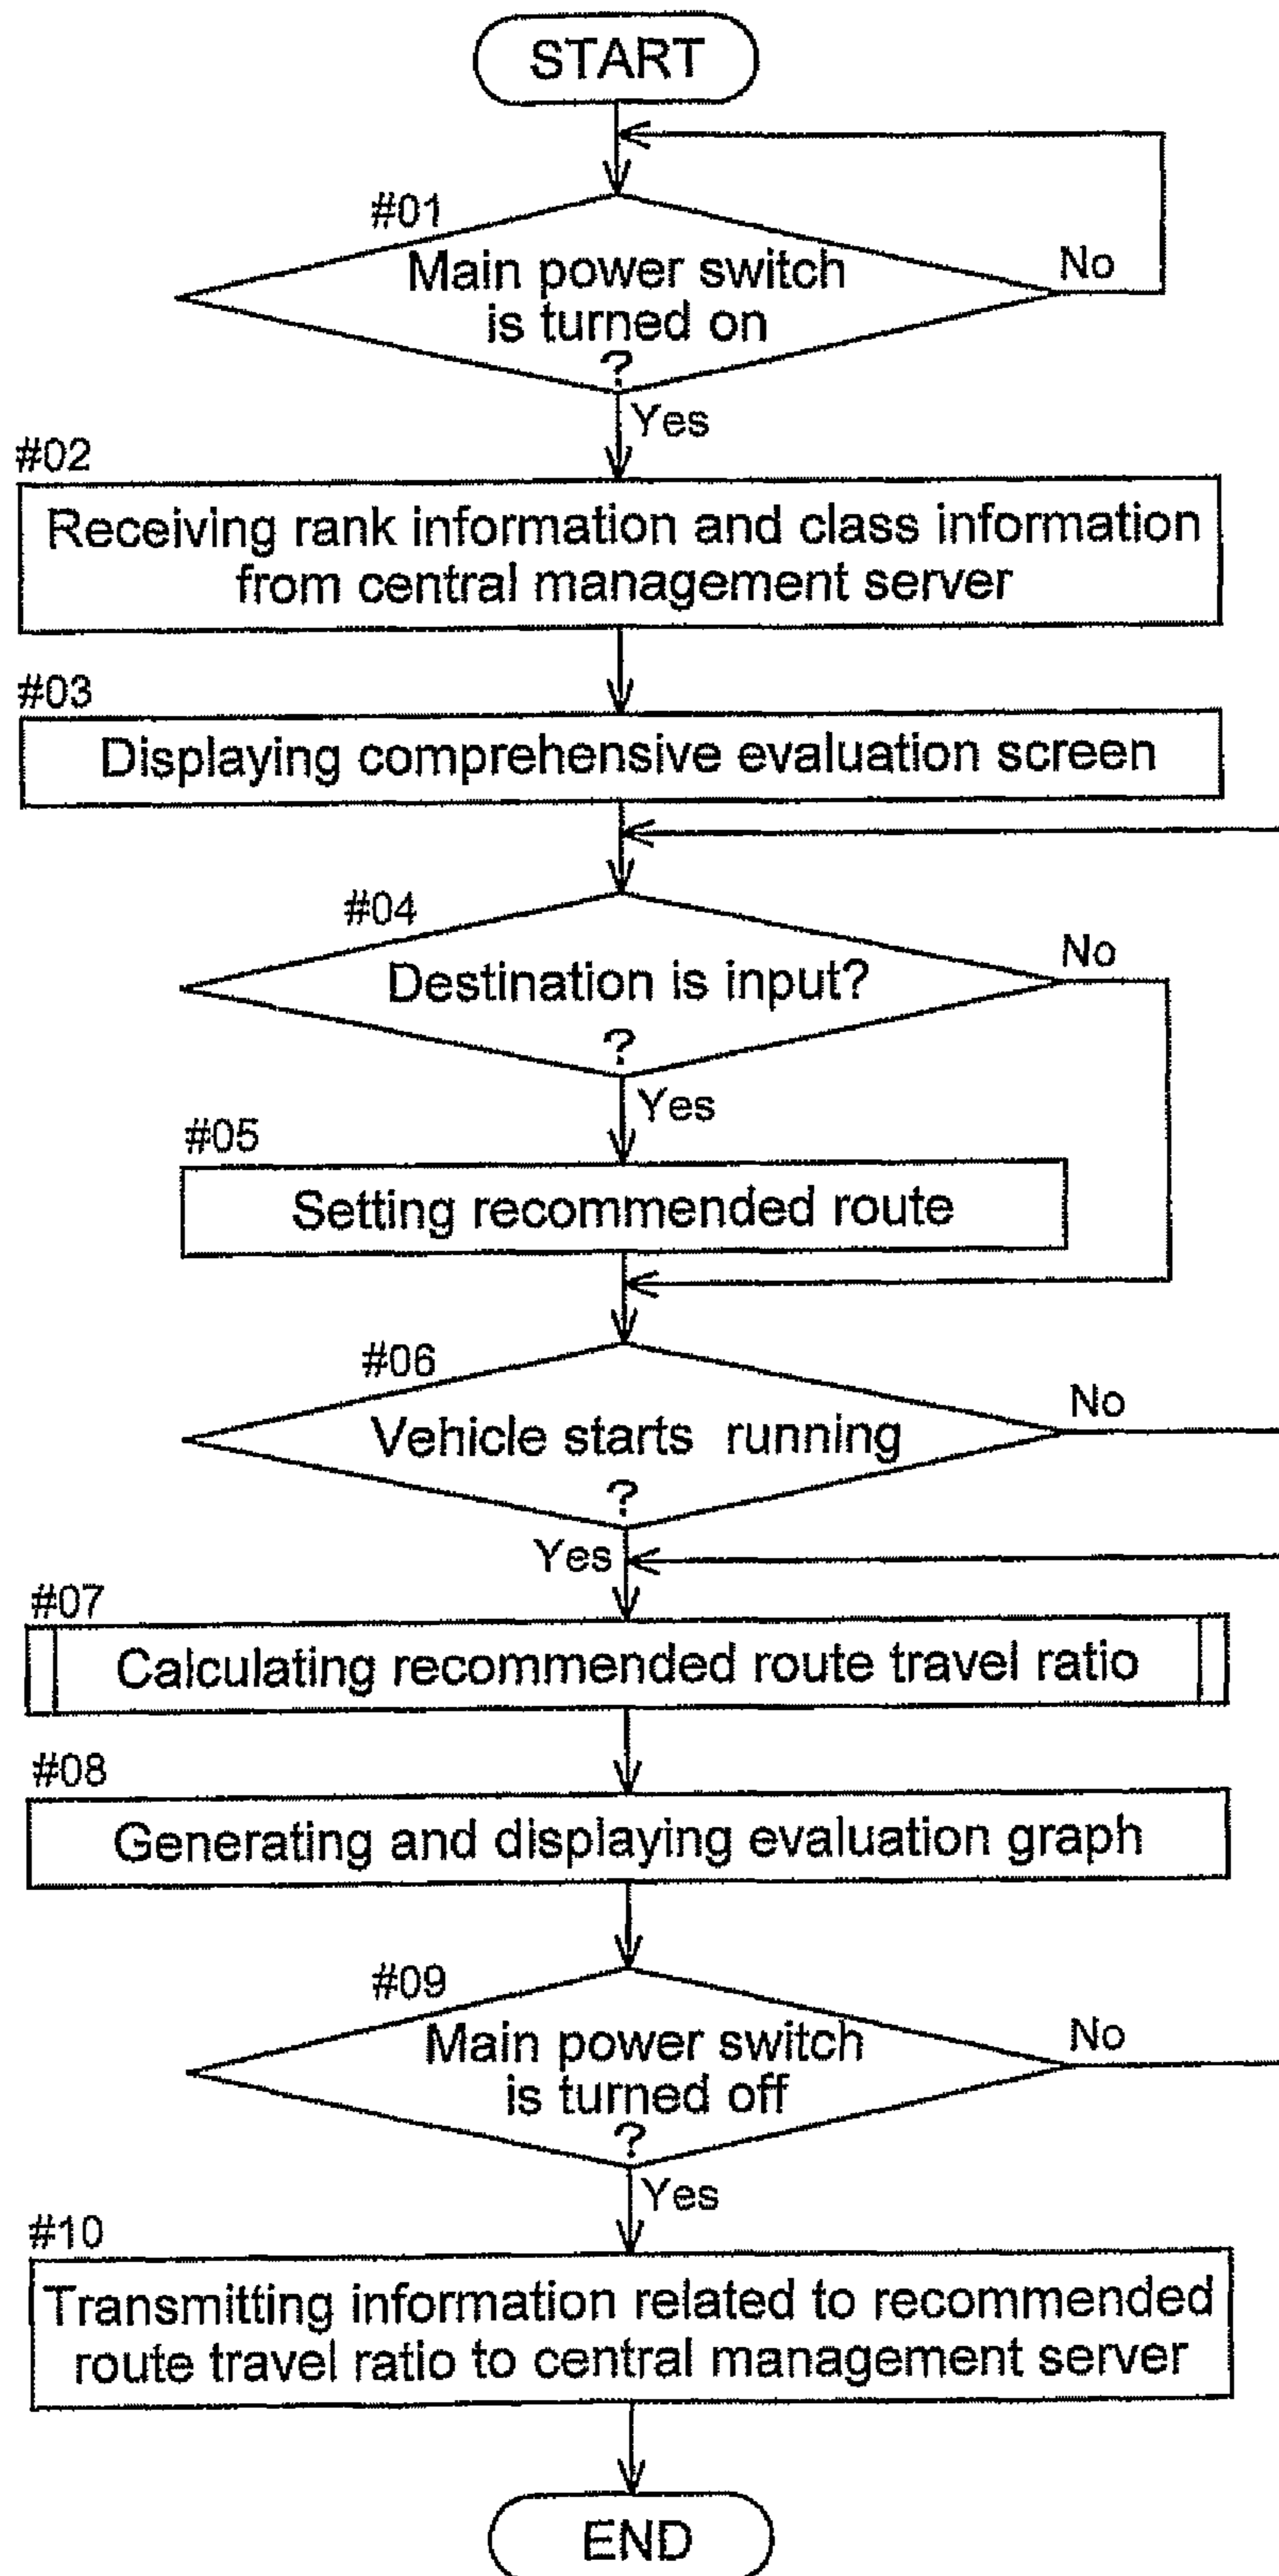 START
#01
Main power switch
is turned on
?
No
Yes
#02
Receiving rank information and class information
from central management server
#03
Displaying comprehensive evaluation screen
#04
Destination is input?
?
No
Yes
#05
Setting recommended route
#06
Vehicle starts running
?
No
Yes
#07
Calculating recommended route travel ratio
#08
Generating and displaying evaluation graph
#09
Main power switch
is turned off
?
No
Yes
#10
Transmitting information related to recommended
route travel ratio to central management server
END